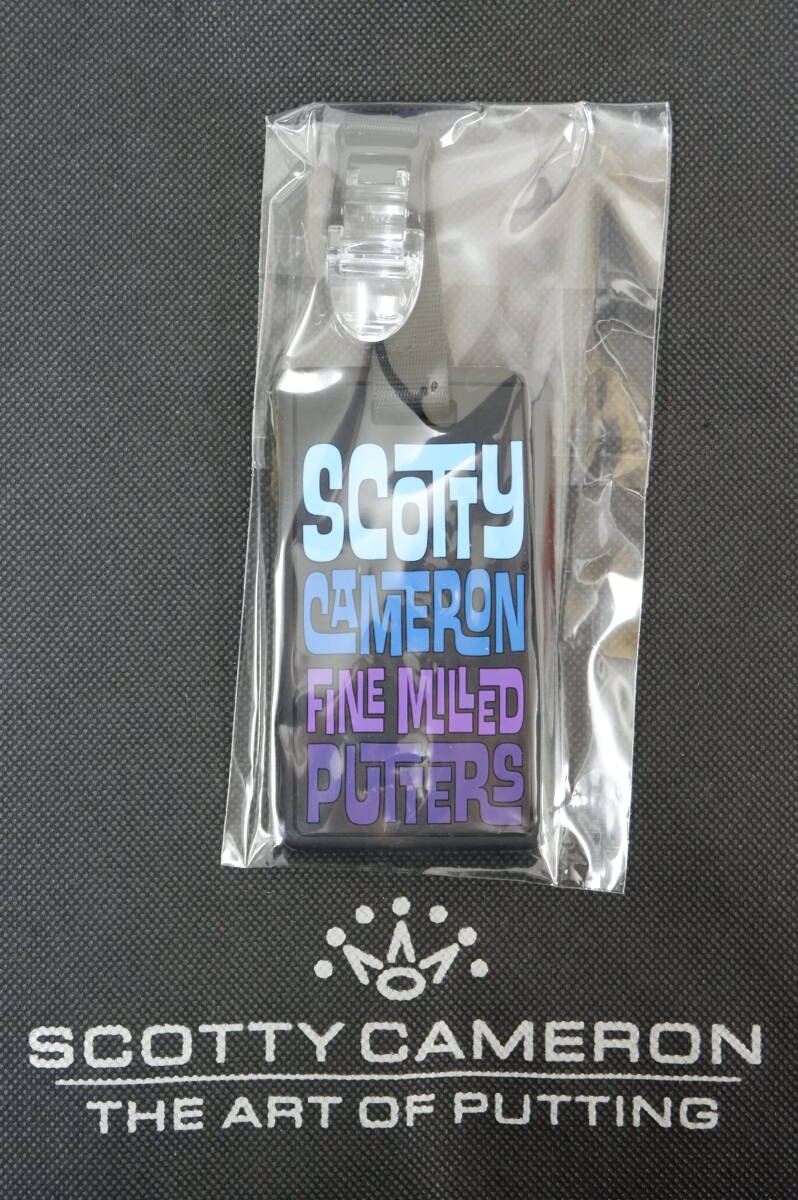 SCOTTY
CAMERON®
FINE MILLED
PUTTERS
SCOTTY CAMERON
THE ART OF PUTTING